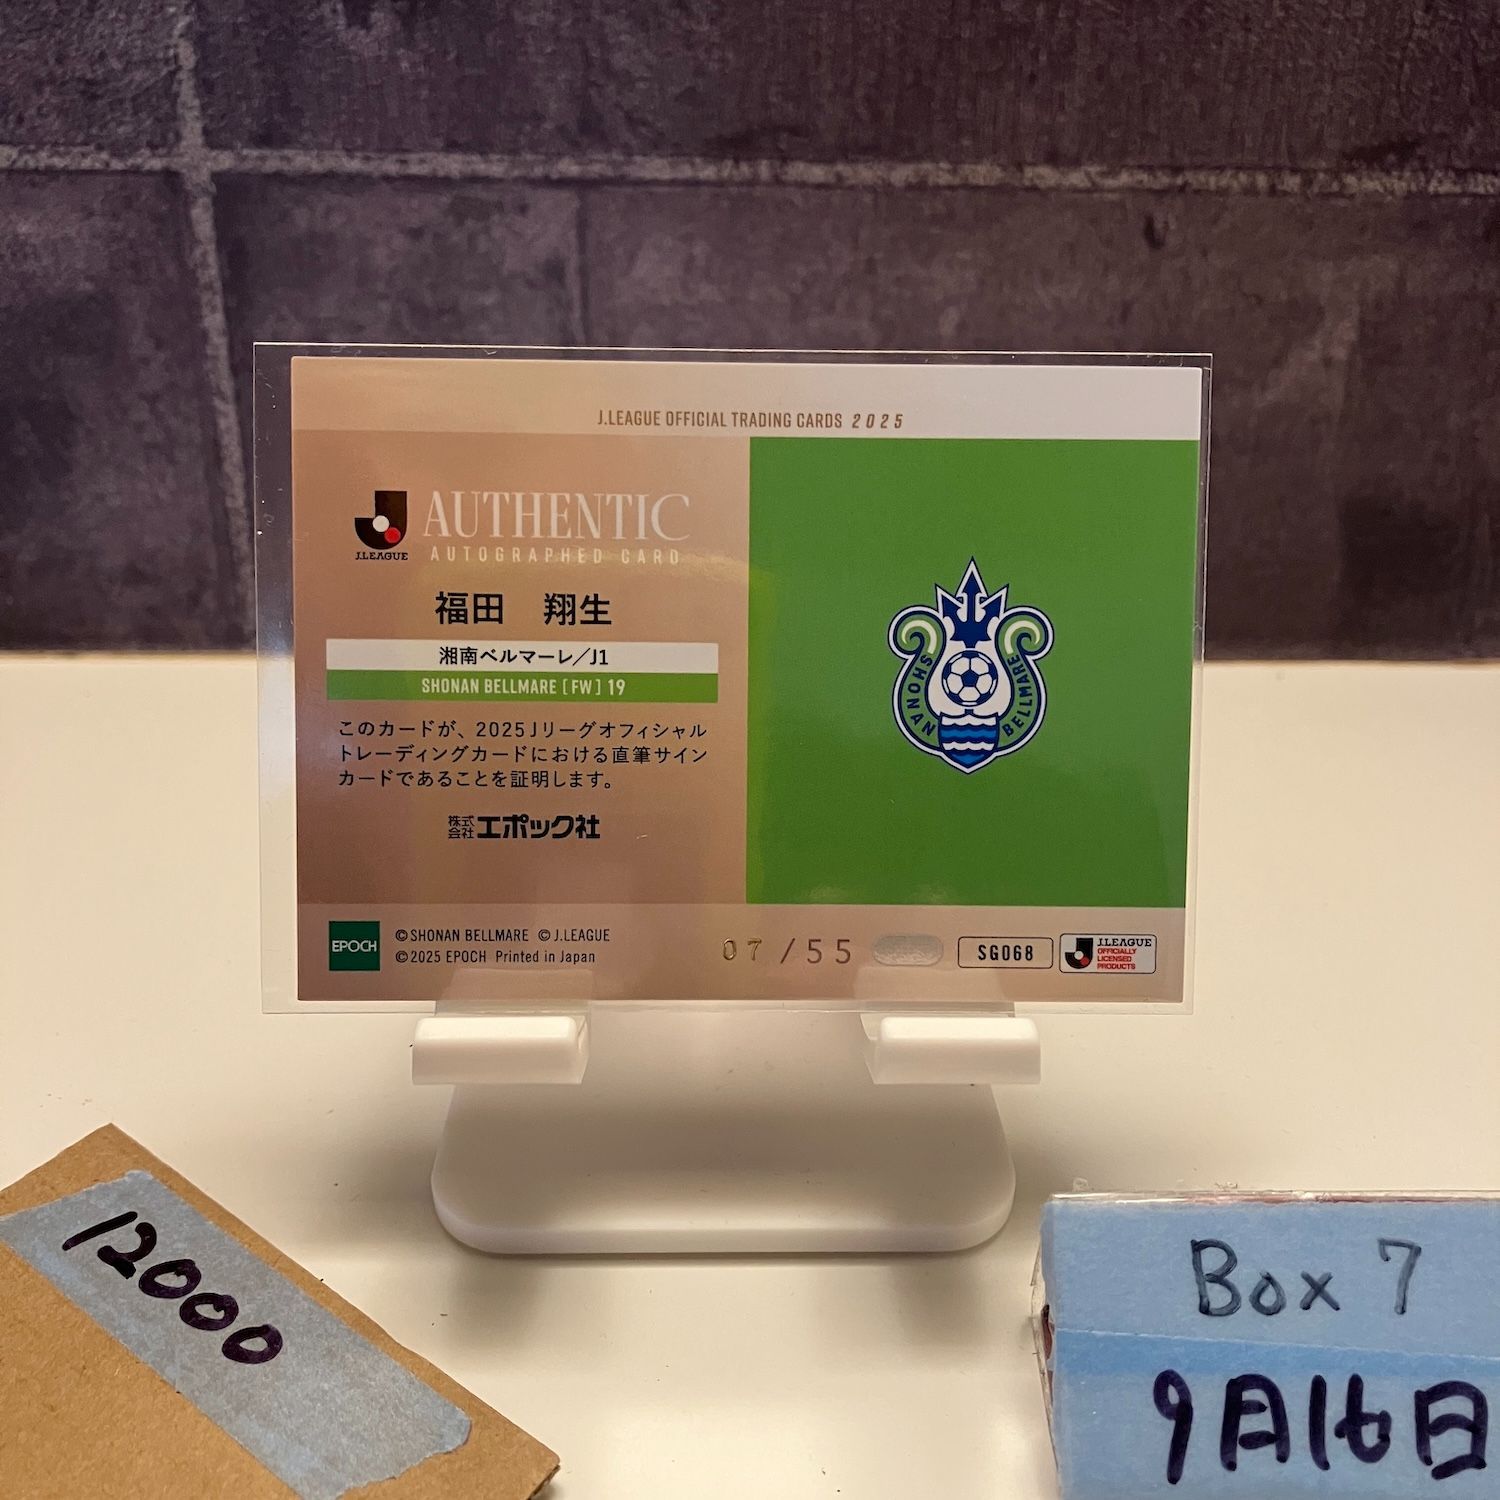 J.LEAGUE OFFICIAL TRADING CARDS 2025
J.LEAGUE
AUTHENTIC
AUTOGRAPHED CARD
福田 翔生
湘南ベルマーレ/J1
SHONAN BELLMARE [FW] 19
このカードが、2025Jリーグオフィシャル
トレーディングカードにおける直筆サイン
カードであることを証明します。
株式会社エポック社
SHONAN BELLMARE
EPOCH
©SHONAN BELLMARE ©J.LEAGUE
©2025 EPOCH Printed in Japan
07/55
SG068
J.LEAGUE
OFFICIALLY
LICENSED
PRODUCTS
12000
Box 7
9月16日